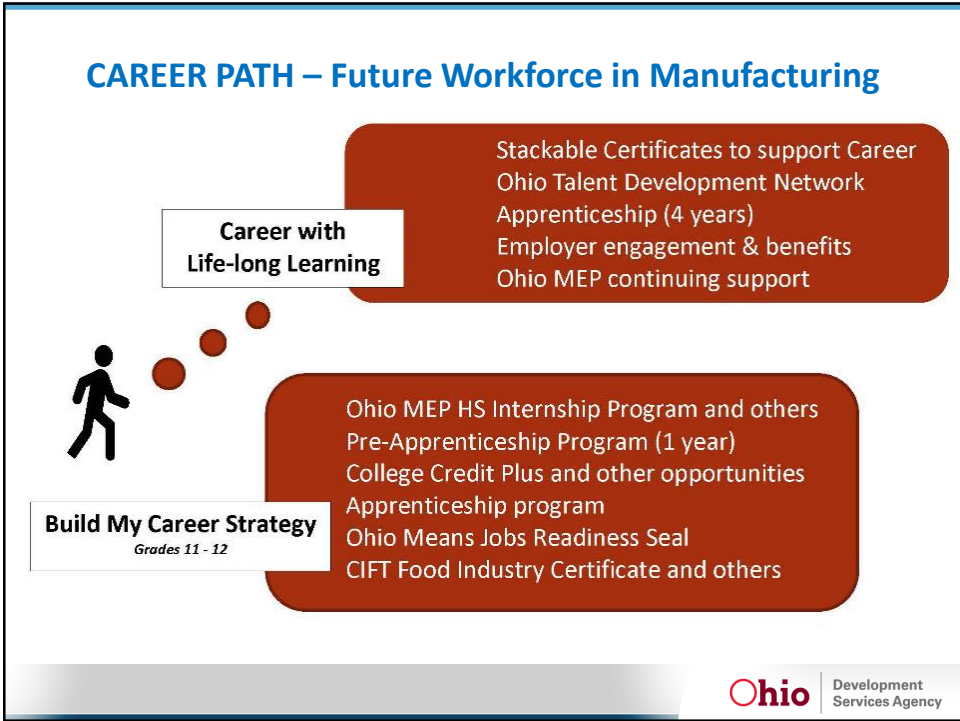 CAREER PATH – Future Workforce in Manufacturing
Stackable Certificates to support Career
Ohio Talent Development Network
Apprenticeship (4 years)
Employer engagement & benefits
Ohio MEP continuing support
Career with
Life-long Learning
Ohio MEP HS Internship Program and others
Pre-Apprenticeship Program (1 year)
College Credit Plus and other opportunities
Apprenticeship program
Ohio Means Jobs Readiness Seal
CIFT Food Industry Certificate and others
Build My Career Strategy
Grades 11 - 12
Ohio
Development
Services Agency